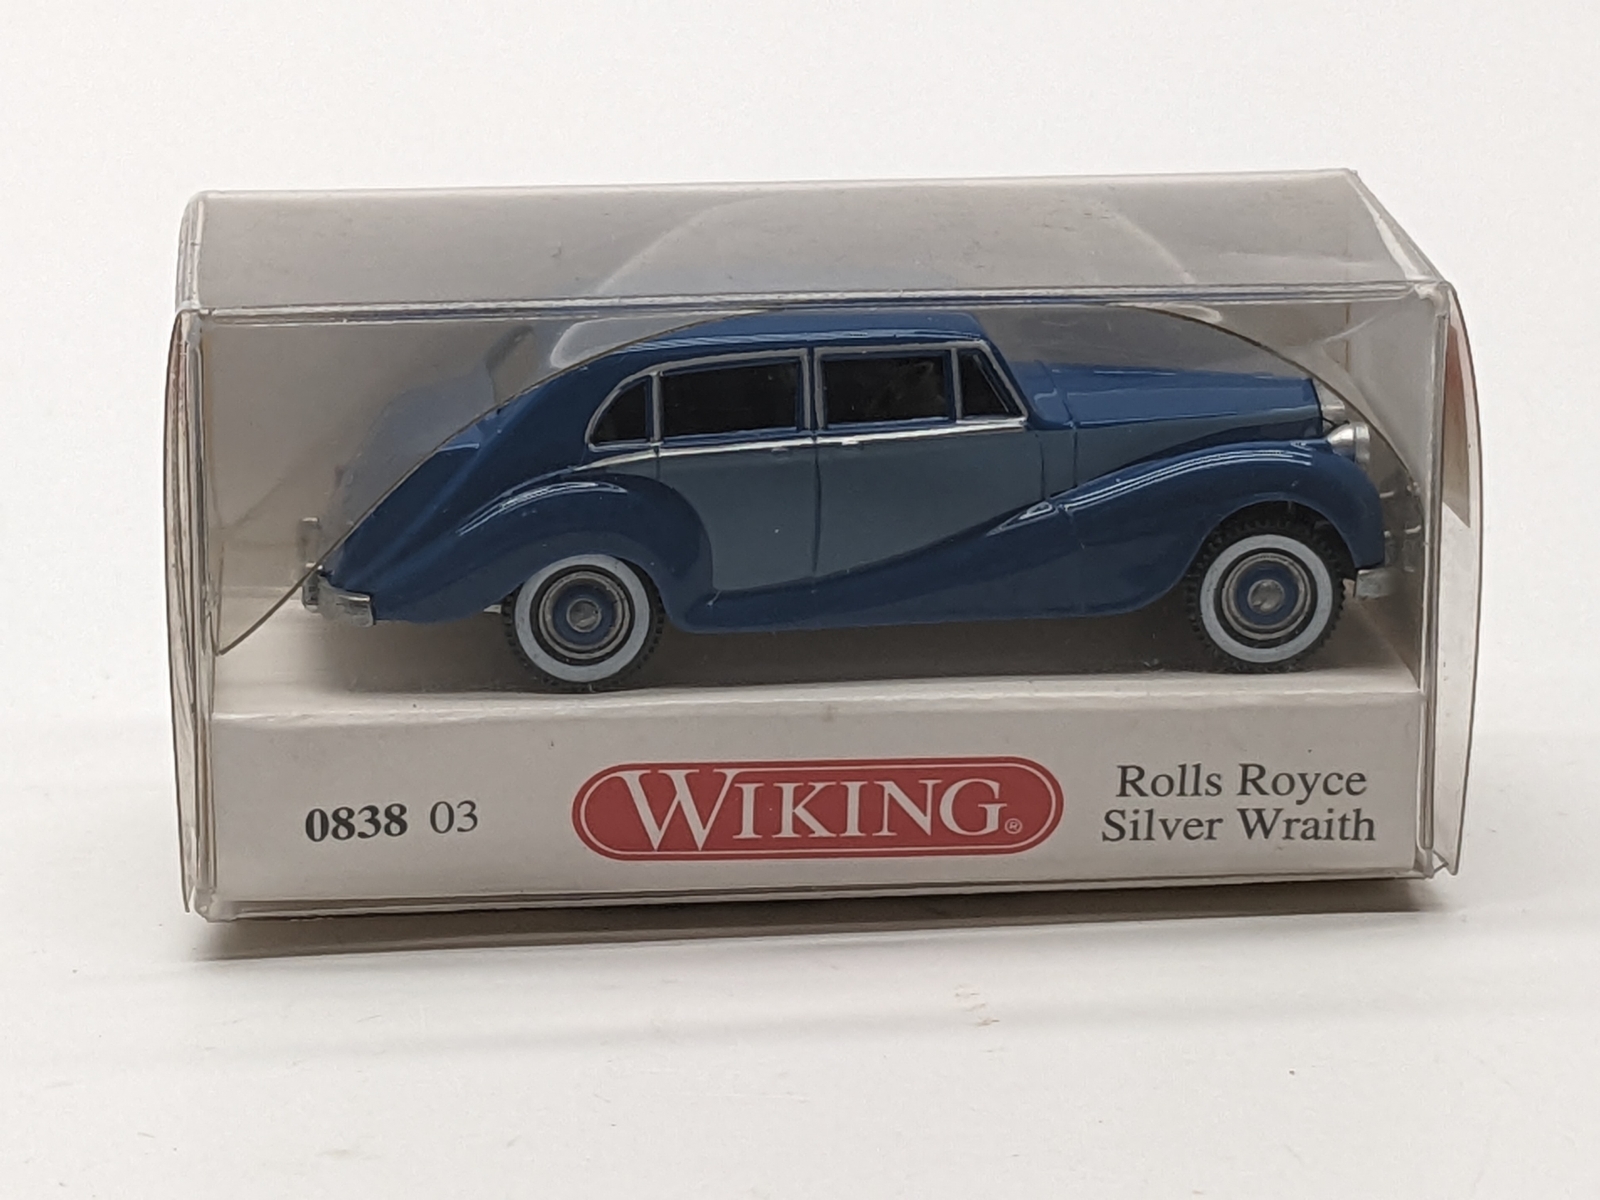 0838 03
WIKING®
Rolls Royce
Silver Wraith